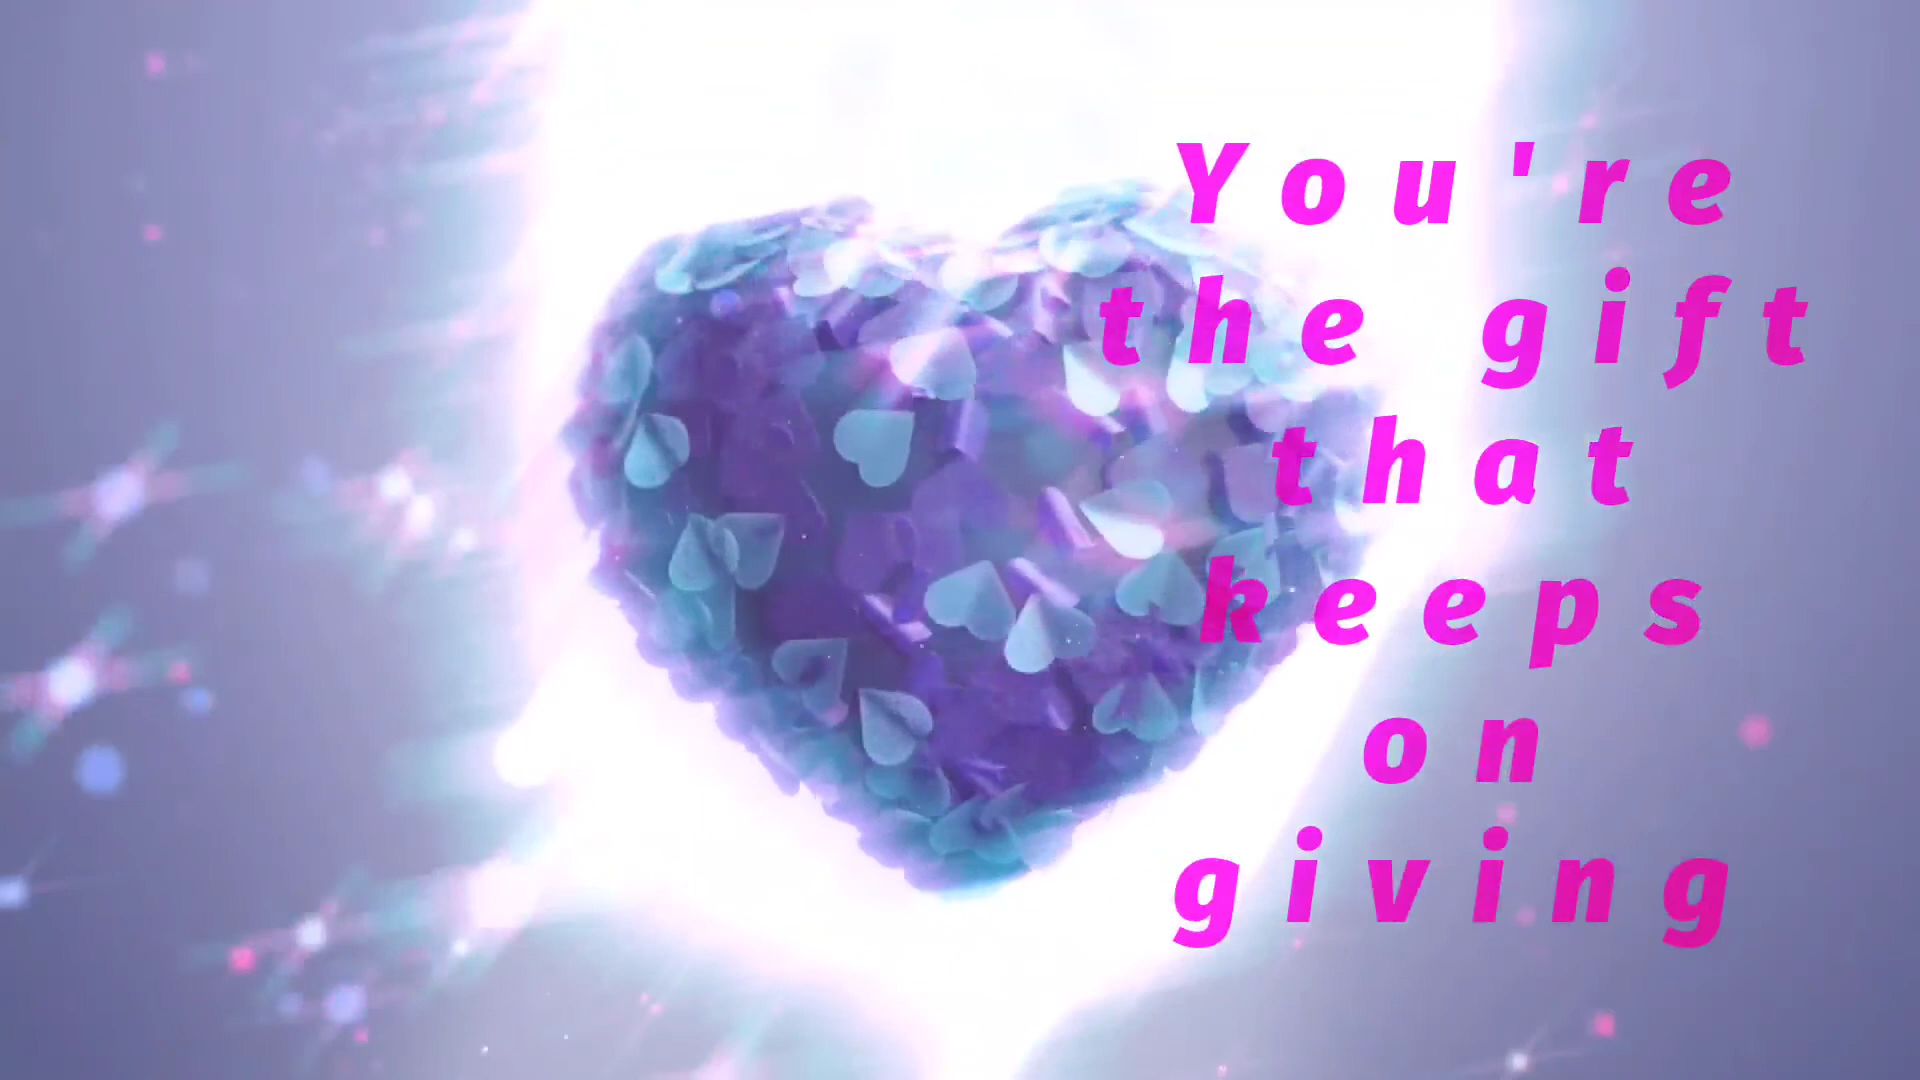 You're
the gift
that
keeps
on
giving